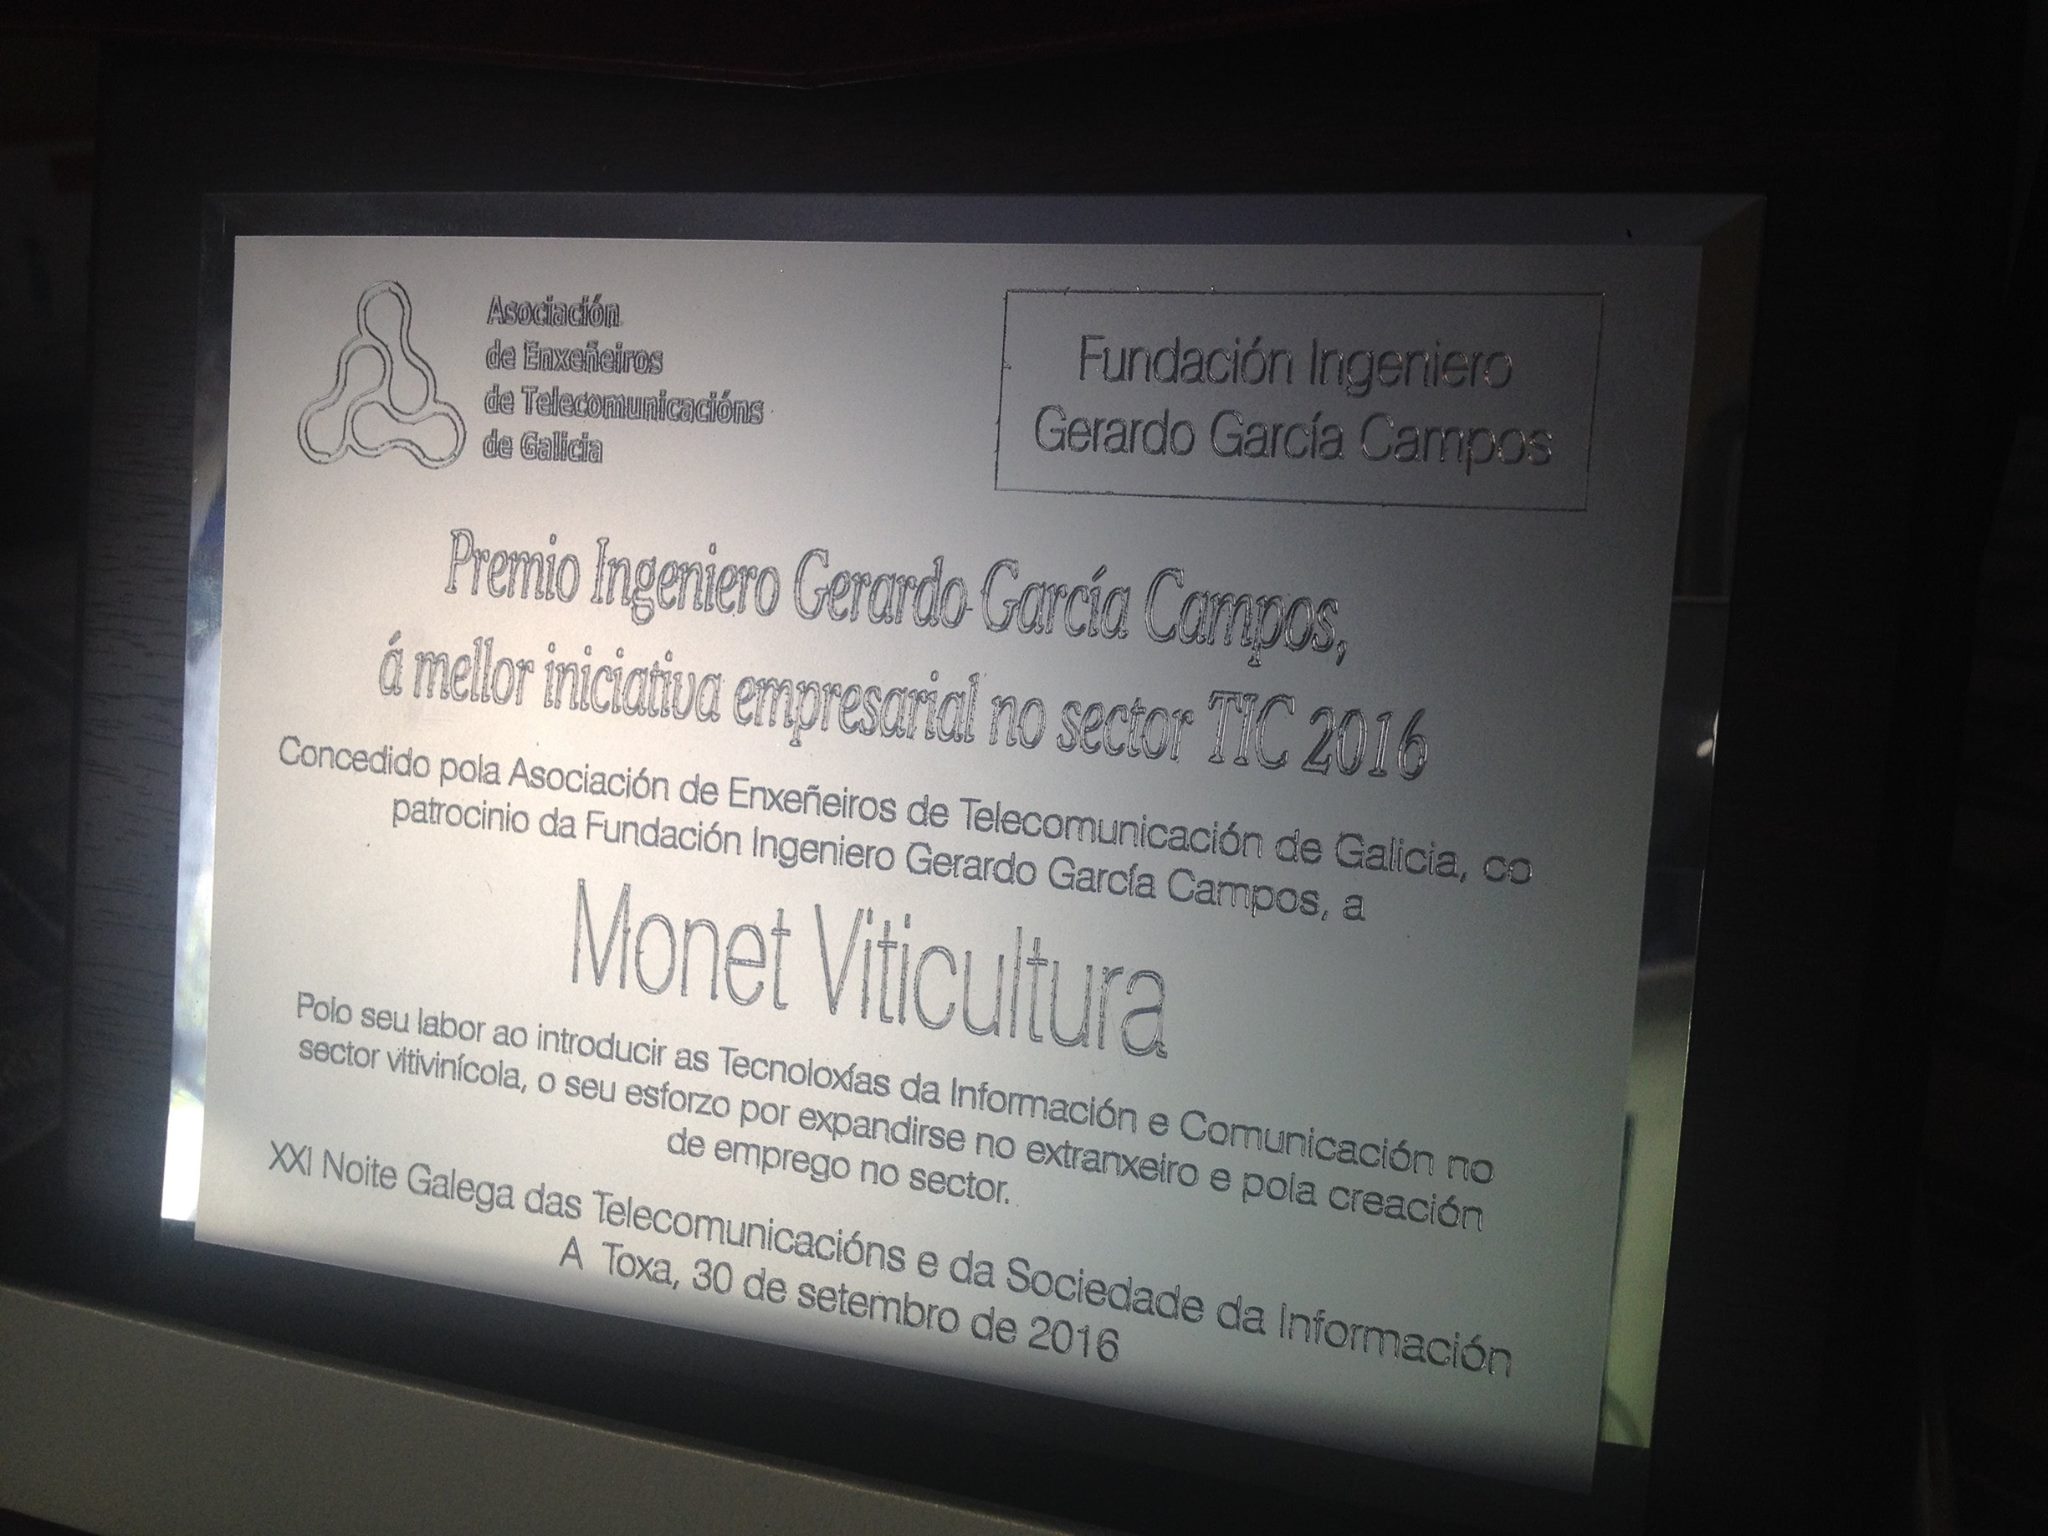 Asociación
de Enxeñeiros
de Telecomunicacións
de Galicia
Fundación Ingeniero
Gerardo García Campos
Premio Ingeniero Gerardo García Campos,
á mellor iniciativa empresarial no sector TIC 2016
Concedido pola Asociación de Enxeñeiros de Telecomunicación de Galicia, co
patrocinio da Fundación Ingeniero Gerardo García Campos, a
Monet Viticultura
Polo seu labor ao introducir as Tecnoloxías da Información e Comunicación no
sector vitivinícola, o seu esforzo por expandirse no extranxeiro e pola creación
de emprego no sector.
XXI Noite Galega das Telecomunicacións e da Sociedade da Información
A Toxa, 30 de setembro de 2016